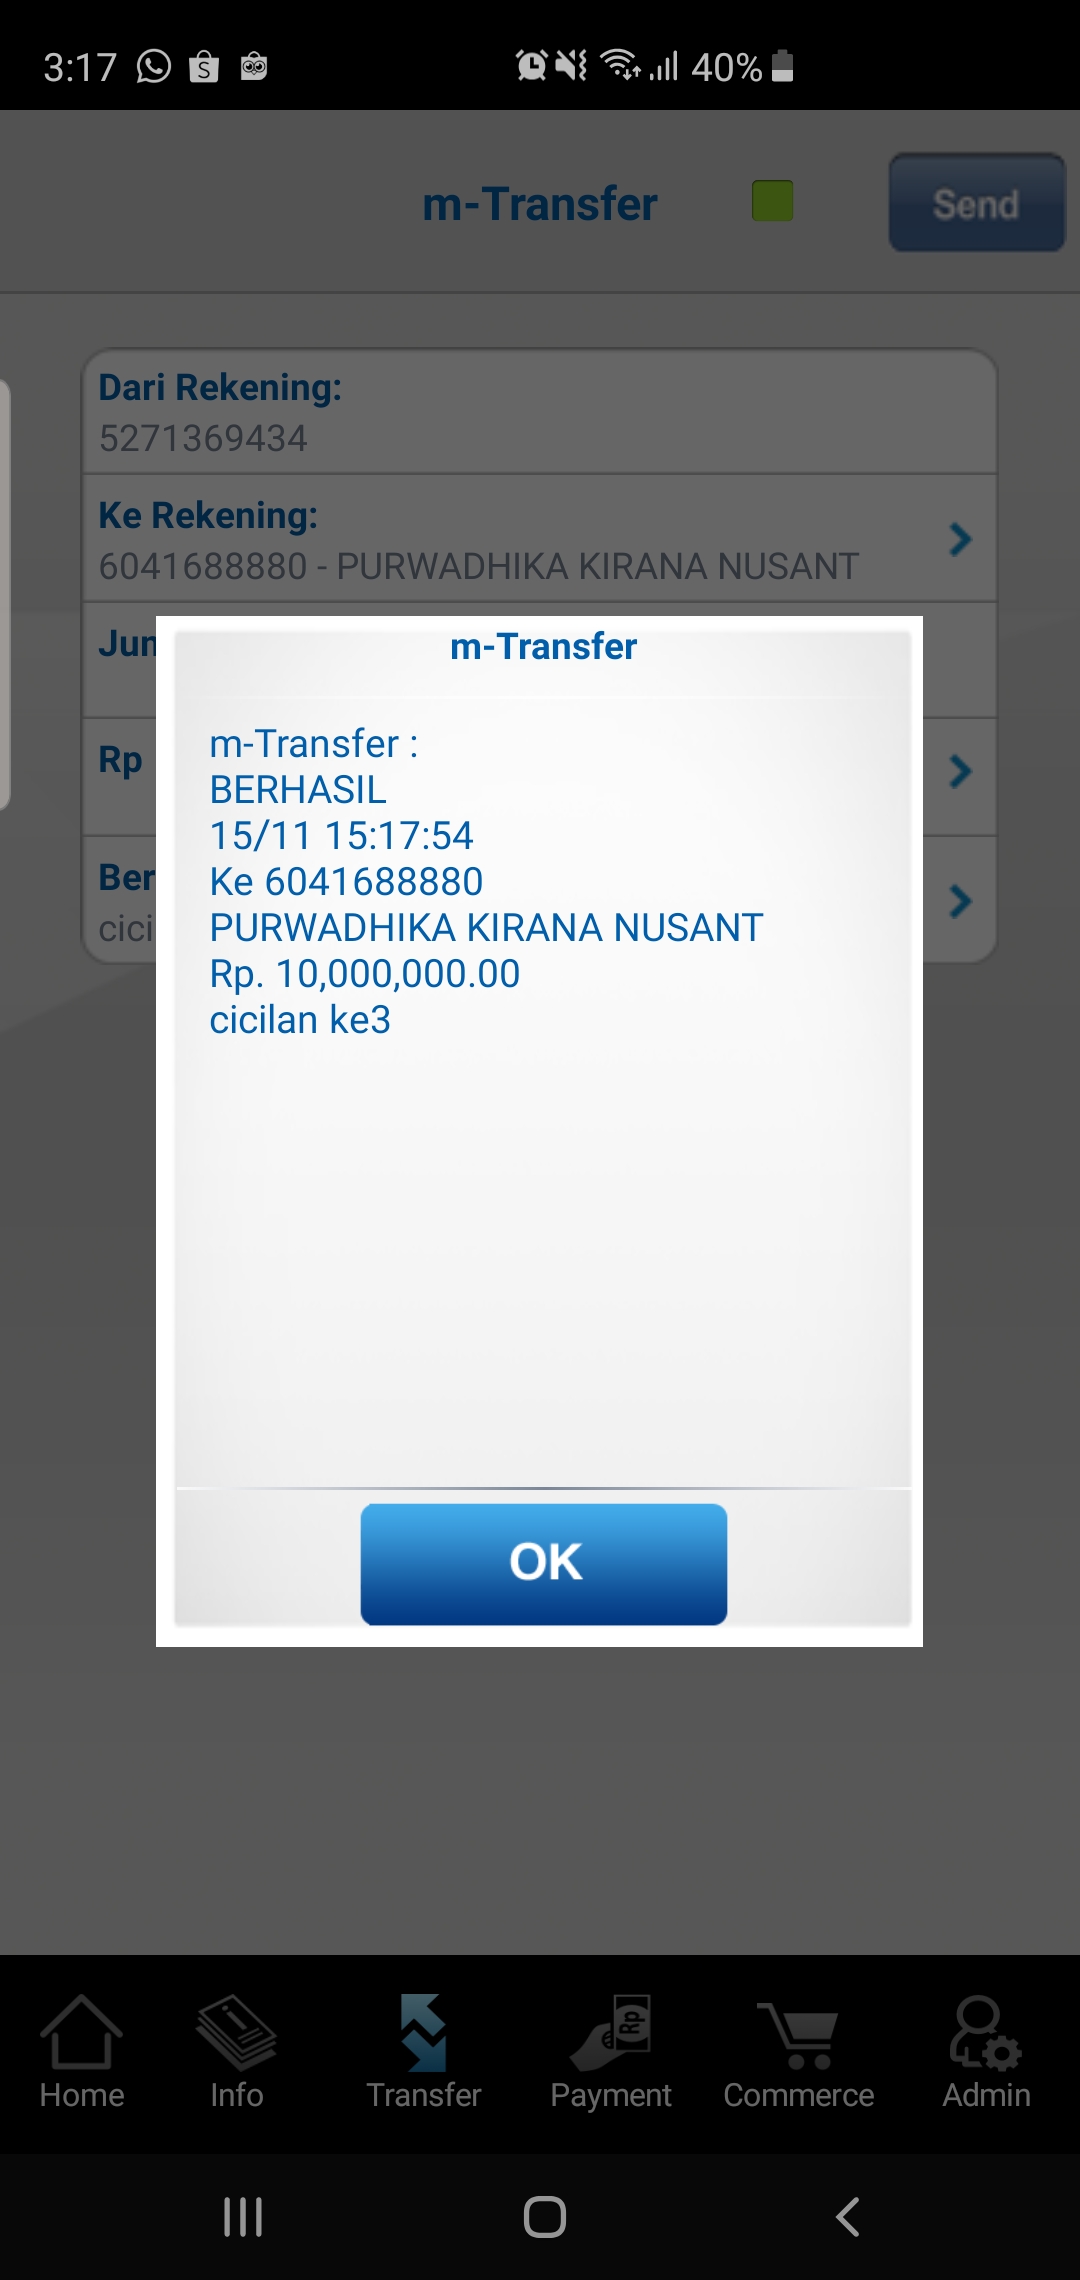 3:17
40%
m-Transfer
Send
Dari Rekening:
5271369434
Ke Rekening:
6041688880 - PURWADHIKA KIRANA NUSANT
Jun
Rp
Ber
cici
m-Transfer
m-Transfer :
BERHASIL
15/11 15:17:54
Ke 6041688880
PURWADHIKA KIRANA NUSANT
Rp. 10,000,000.00
cicilan ke3
OK
Home
Info
Transfer
Payment
Commerce
Admin